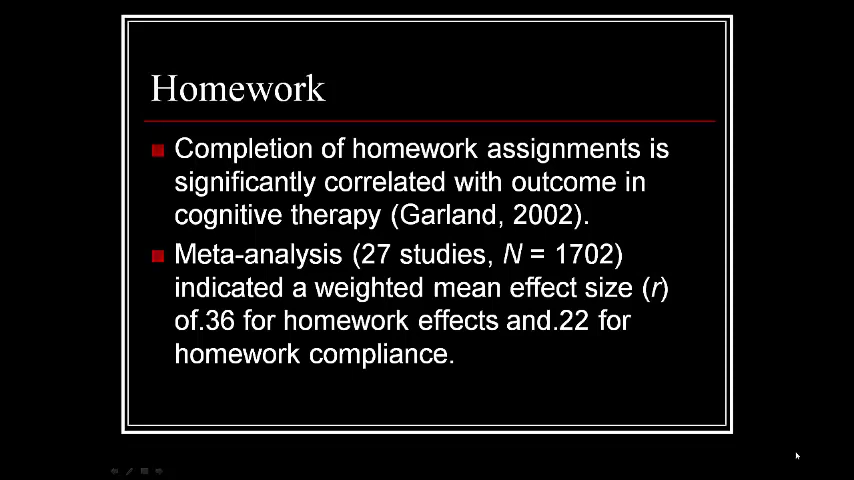 Homework
Completion of homework assignments is
significantly correlated with outcome in
cognitive therapy (Garland, 2002).
Meta-analysis (27 studies, N = 1702)
indicated a weighted mean effect size (r)
of.36 for homework effects and.22 for
homework compliance.